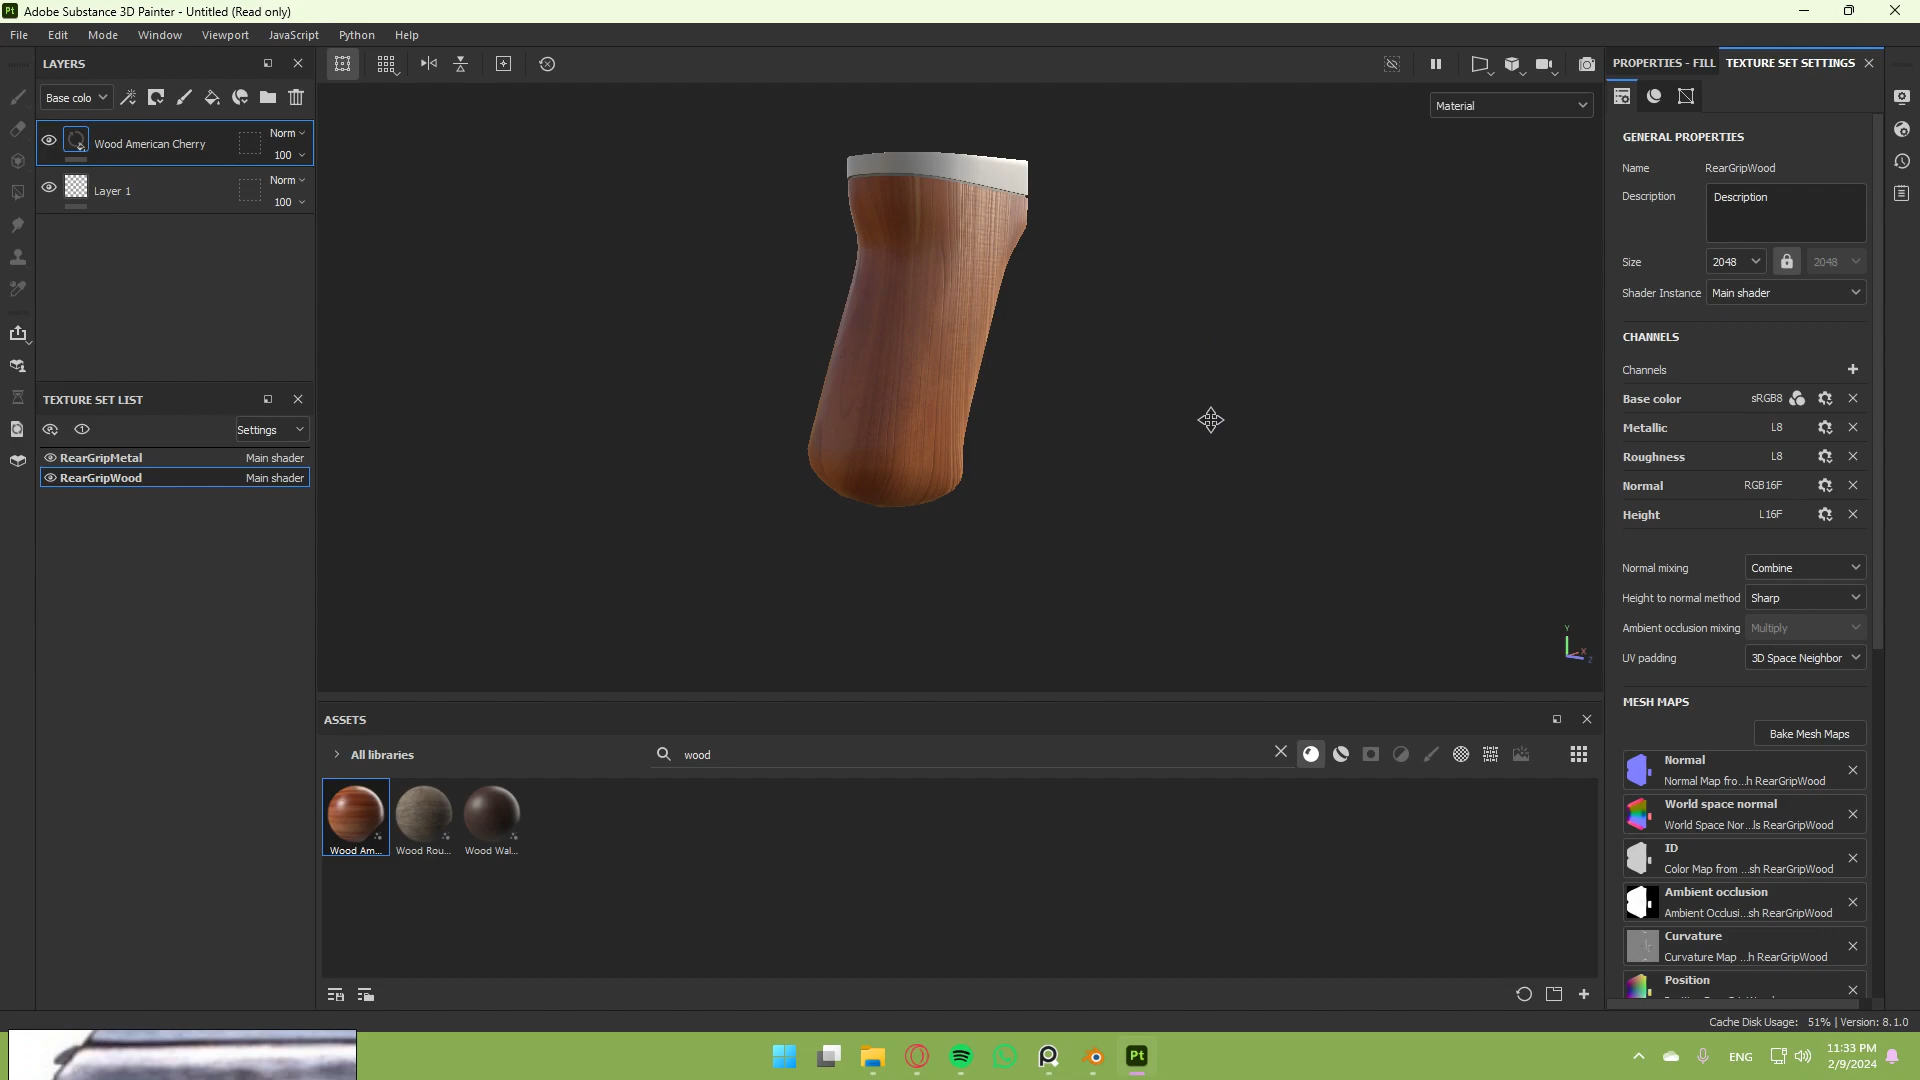 Adobe Substance 3D Painter - Untitled (Read only)
File Edit Mode Window Viewport JavaScript Python Help
LAYERS
Base colo
Wood American Cherry
Norm
100
Layer 1
Norm
100
TEXTURE SET LIST
Settings
RearGripMetal Main shader
RearGripWood Main shader
Material
Y
X
Z
ASSETS
All libraries
wood
Wood Am...
Wood Rou...
Wood Wal...
PROPERTIES - FILL
TEXTURE SET SETTINGS
GENERAL PROPERTIES
Name RearGripWood
Description Description
Size 2048 2048
Shader Instance Main shader
CHANNELS
Channels
Base color sRGB8
Metallic L8
Roughness L8
Normal RGB16F
Height L16F
Normal mixing Combine
Height to normal method Sharp
Ambient occlusion mixing Multiply
UV padding 3D Space Neighbor
MESH MAPS
Bake Mesh Maps
Normal
Normal Map fro...h RearGripWood
World space normal
World Space Nor...ls RearGripWood
ID
Color Map from ...sh RearGripWood
Ambient occlusion
Ambient Occlusi...sh RearGripWood
Curvature
Curvature Map ...h RearGripWood
Position
Cache Disk Usage: 51% | Version: 8.1.0
Pt
ENG
11:33 PM
2/9/2024